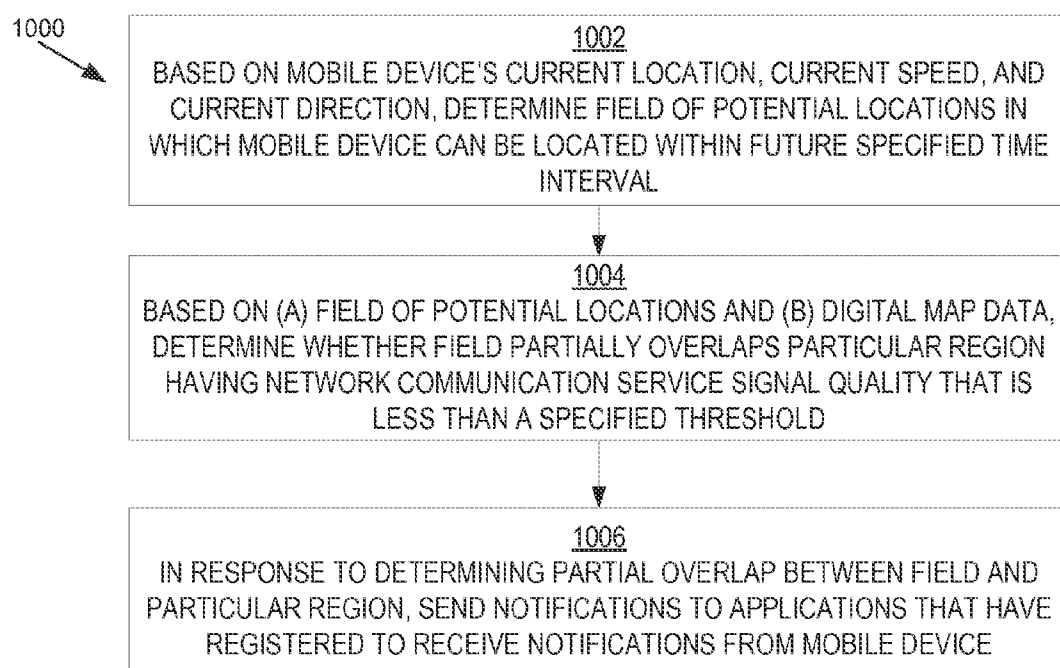 1000
1002
BASED ON MOBILE DEVICE'S CURRENT LOCATION, CURRENT SPEED, AND
CURRENT DIRECTION, DETERMINE FIELD OF POTENTIAL LOCATIONS IN
WHICH MOBILE DEVICE CAN BE LOCATED WITHIN FUTURE SPECIFIED TIME
INTERVAL
1004
BASED ON (A) FIELD OF POTENTIAL LOCATIONS AND (B) DIGITAL MAP DATA,
DETERMINE WHETHER FIELD PARTIALLY OVERLAPS PARTICULAR REGION
HAVING NETWORK COMMUNICATION SERVICE SIGNAL QUALITY THAT IS
LESS THAN A SPECIFIED THRESHOLD
1006
IN RESPONSE TO DETERMINING PARTIAL OVERLAP BETWEEN FIELD AND
PARTICULAR REGION, SEND NOTIFICATIONS TO APPLICATIONS THAT HAVE
REGISTERED TO RECEIVE NOTIFICATIONS FROM MOBILE DEVICE